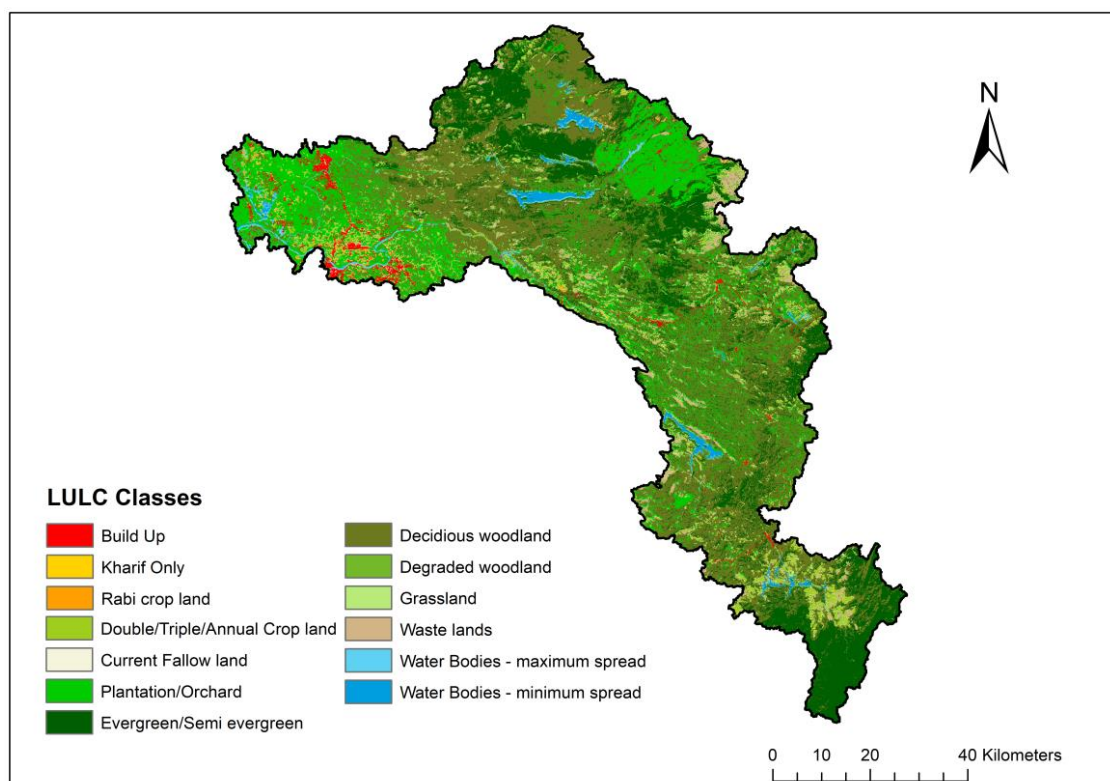 N
LULC Classes
Build Up
Kharif Only
Rabi crop land
Double/Triple/Annual Crop land
Current Fallow land
Plantation/Orchard
Evergreen/Semi evergreen
Decidious woodland
Degraded woodland
Grassland
Waste lands
Water Bodies - maximum spread
Water Bodies - minimum spread
0 10 20 40 Kilometers